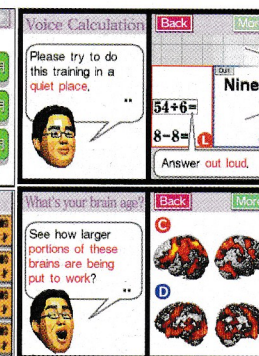 Voice Calculation
Please try to do
this training in a
quiet place.
Back
More
Quit
Nine
54+6=
8-8=
L
Answer out loud.
What's your brain age?
See how larger
portions of these
brains are being
put to work?
Back
More
C
D